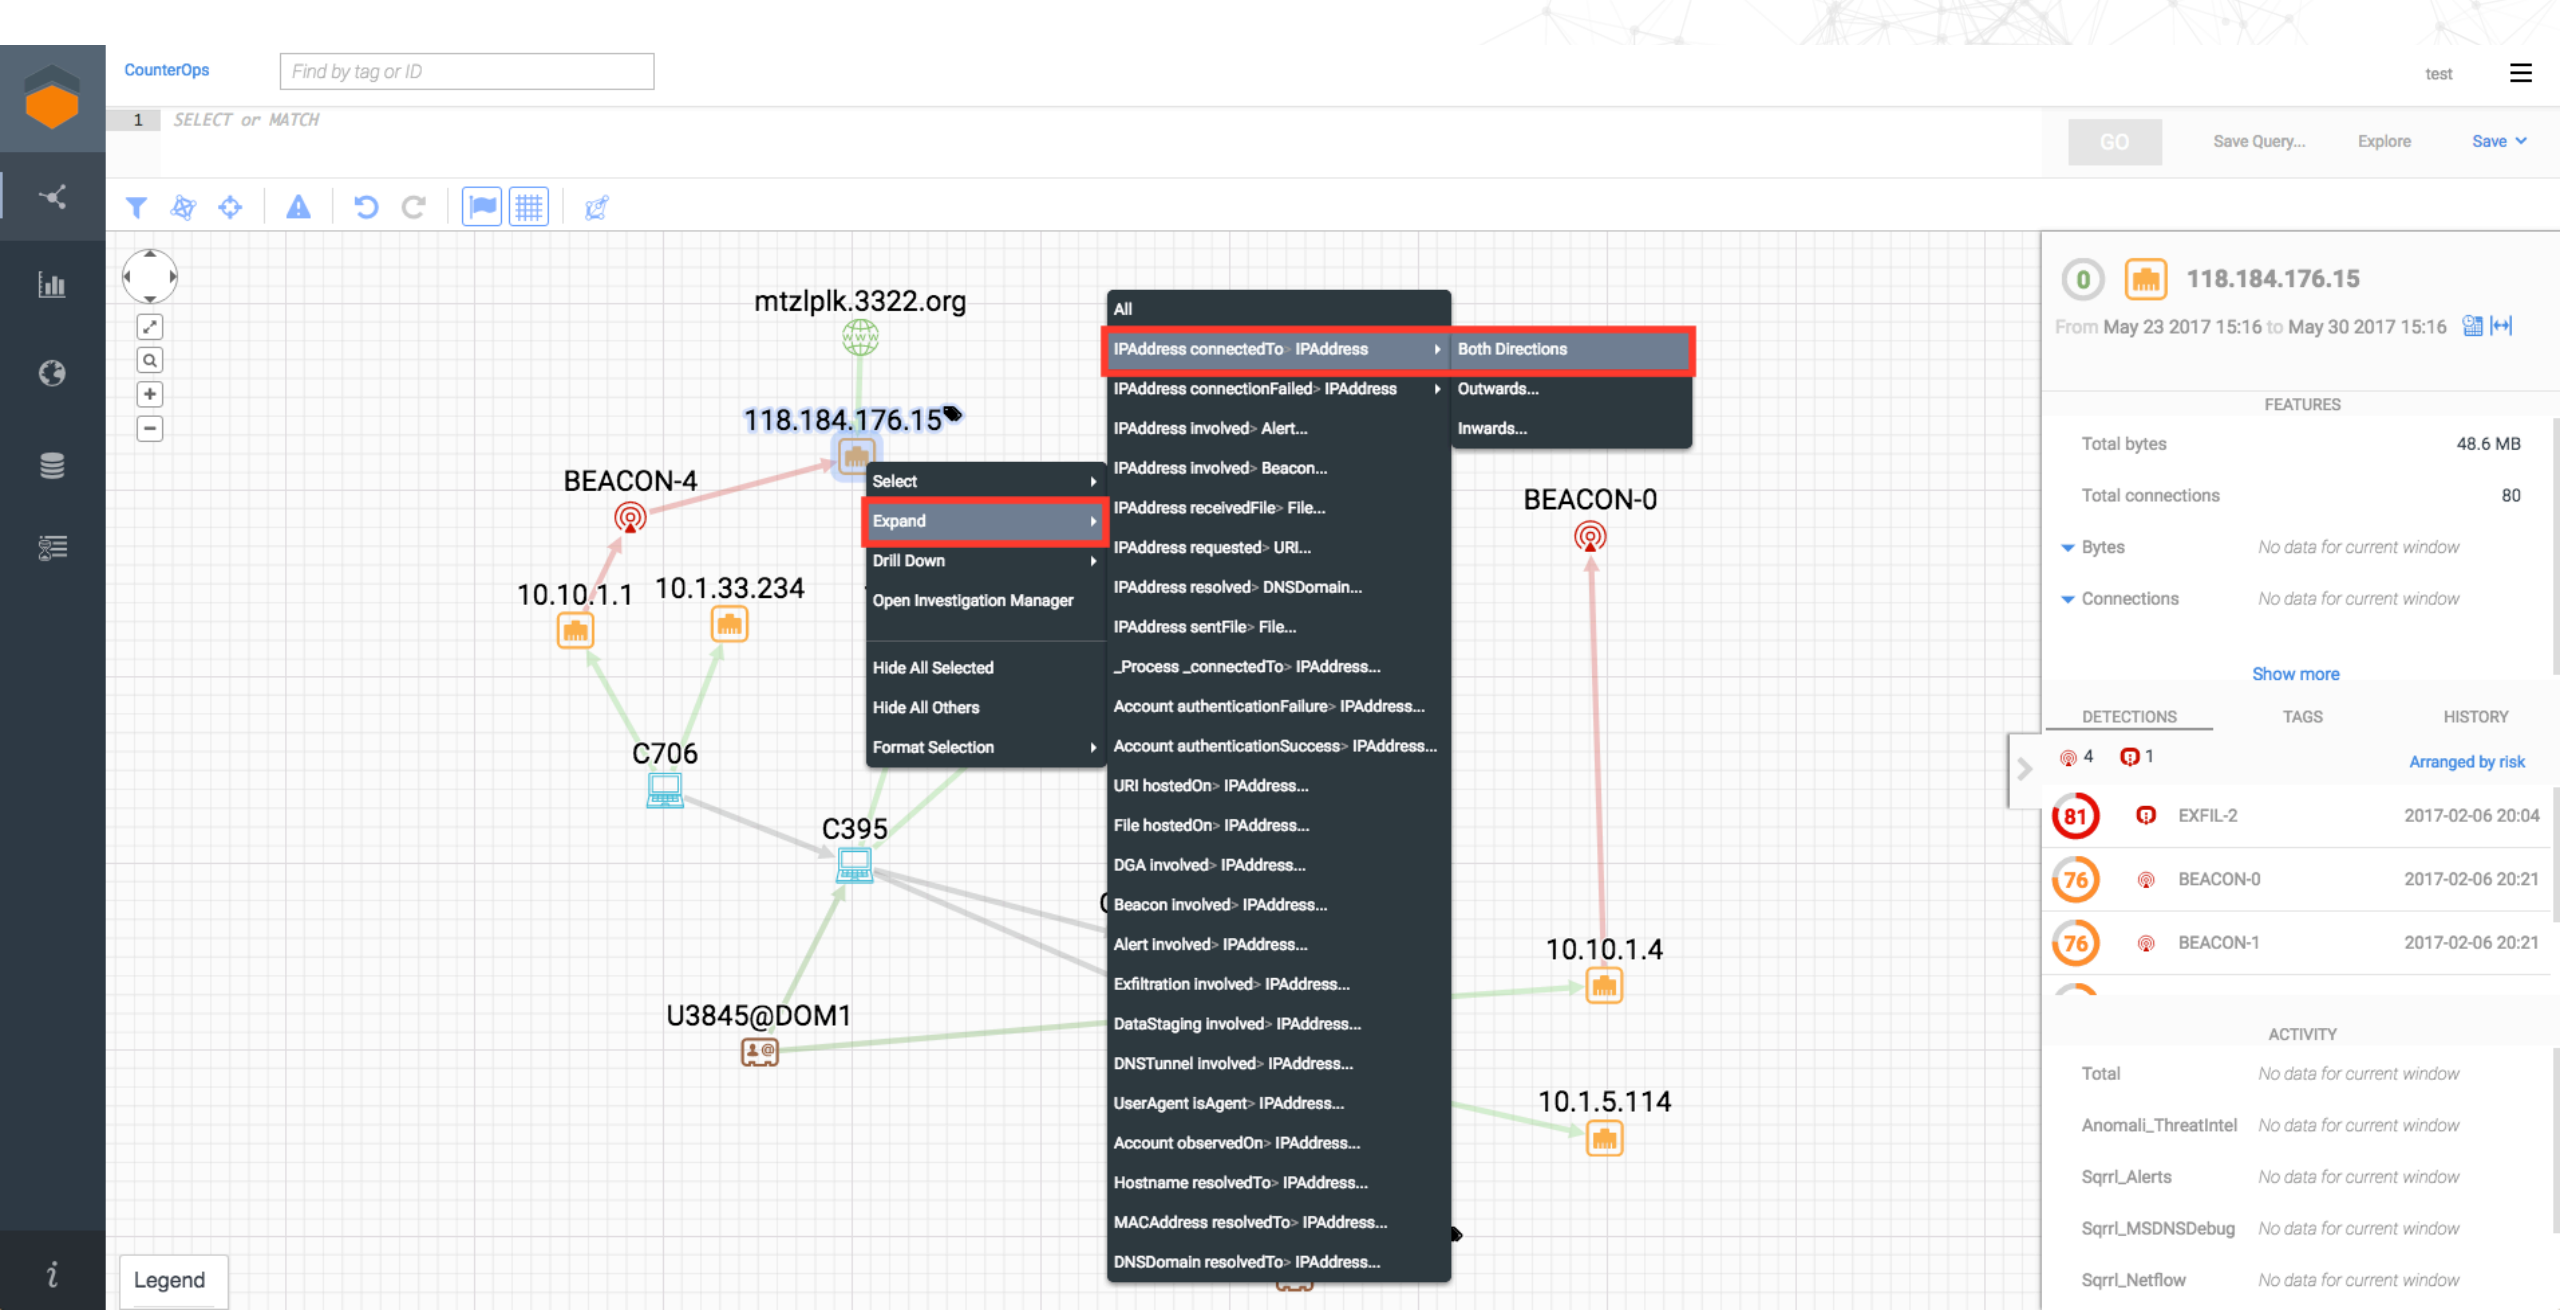 CounterOps
Find by tag or ID
test
1 SELECT or MATCH
GO
Save Query...
Explore
Save
mtzlplk.3322.org
118.184.176.15
BEACON-4
10.10.1.1
10.1.33.234
C706
C395
U3845@DOM1
BEACON-0
10.10.1.4
10.1.5.114
Legend
i
Select
Expand
Drill Down
Open Investigation Manager
Hide All Selected
Hide All Others
Format Selection
All
IPAddress connectedTo> IPAddress
IPAddress connectionFailed> IPAddress
IPAddress involved> Alert...
IPAddress involved> Beacon...
IPAddress receivedFile> File...
IPAddress requested> URI...
IPAddress resolved> DNSDomain...
IPAddress sentFile> File...
_Process _connectedTo> IPAddress...
Account authenticationFailure> IPAddress...
Account authenticationSuccess> IPAddress...
URI hostedOn> IPAddress...
File hostedOn> IPAddress...
DGA involved> IPAddress...
Beacon involved> IPAddress...
Alert involved> IPAddress...
Exfiltration involved> IPAddress...
DataStaging involved> IPAddress...
DNSTunnel involved> IPAddress...
UserAgent isAgent> IPAddress...
Account observedOn> IPAddress...
Hostname resolvedTo> IPAddress...
MACAddress resolvedTo> IPAddress...
DNSDomain resolvedTo> IPAddress...
Both Directions
Outwards...
Inwards...
0 118.184.176.15
From May 23 2017 15:16 to May 30 2017 15:16
FEATURES
Total bytes 48.6 MB
Total connections 80
Bytes No data for current window
Connections No data for current window
Show more
DETECTIONS TAGS HISTORY
4 1 Arranged by risk
81 EXFIL-2 2017-02-06 20:04
76 BEACON-0 2017-02-06 20:21
76 BEACON-1 2017-02-06 20:21
ACTIVITY
Total No data for current window
Anomali_ThreatIntel No data for current window
Sqrrl_Alerts No data for current window
Sqrrl_MSDNSDebug No data for current window
Sqrrl_Netflow No data for current window